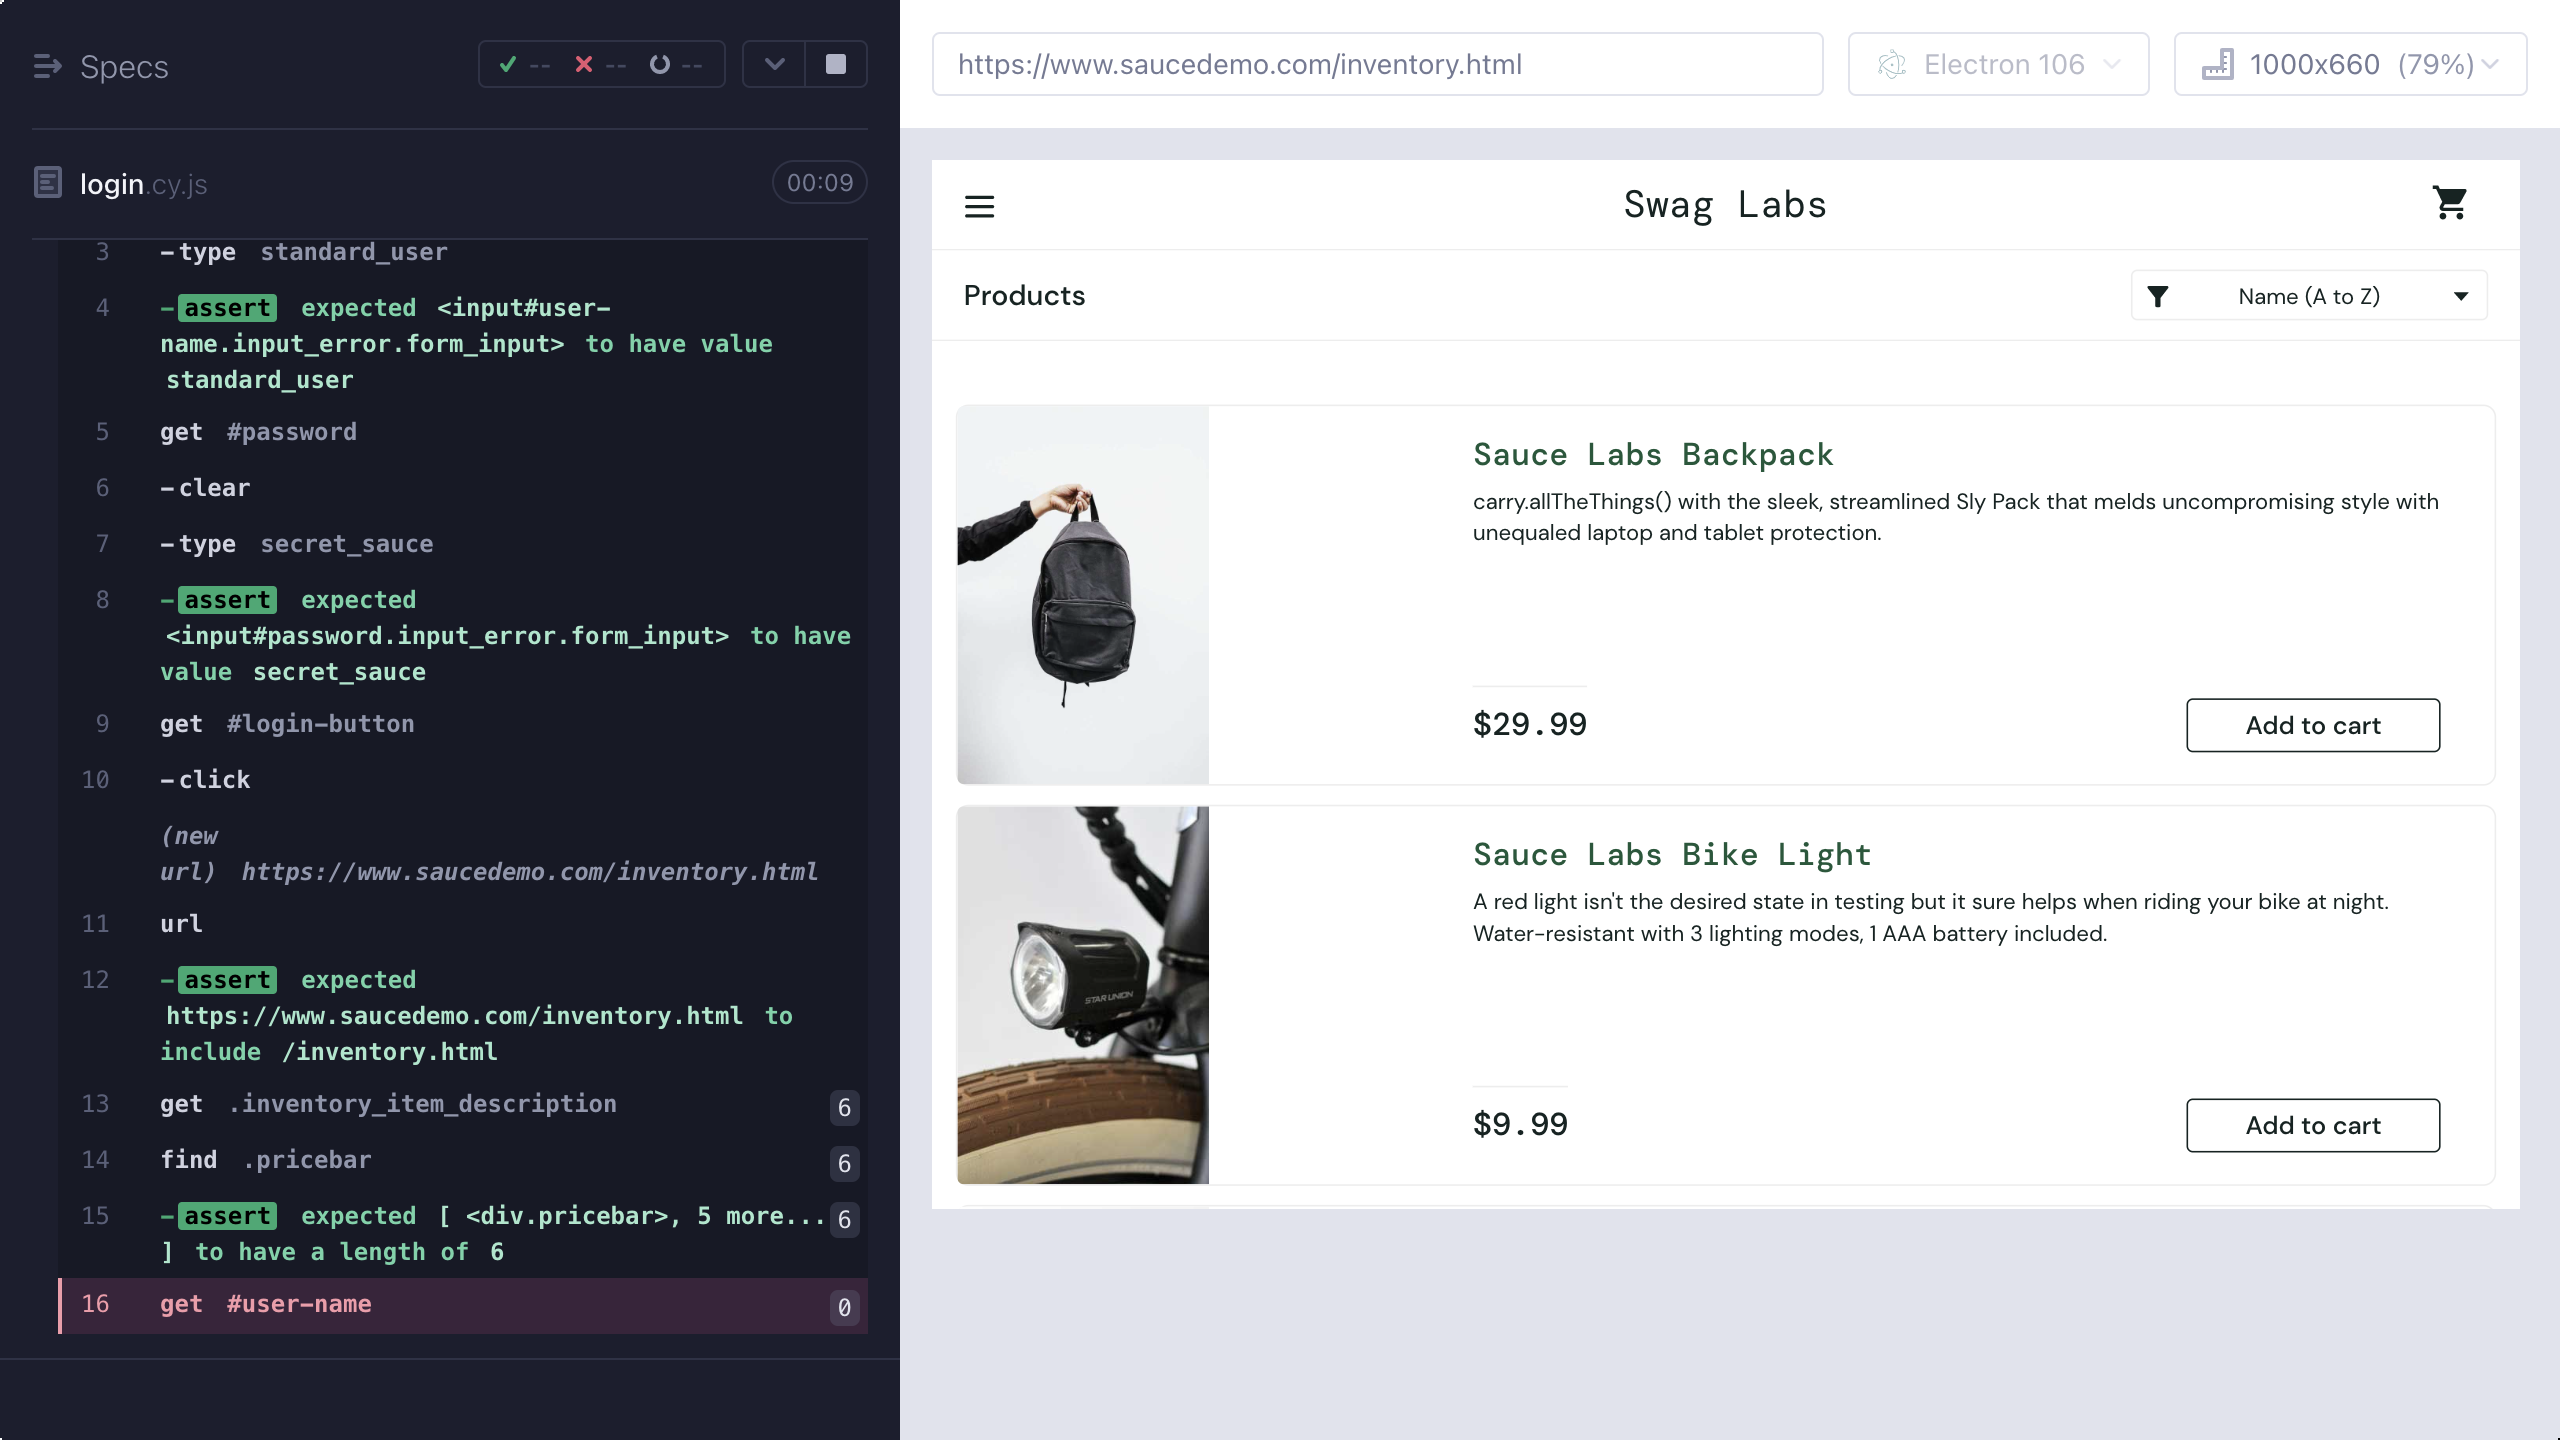 Specs
-- -- --
login.cy.js
00:09
3 -type standard_user
4 -assert expected <input#user-
name.input_error.form_input> to have value
standard_user
5 get #password
6 -clear
7 -type secret_sauce
8 -assert expected
<input#password.input_error.form_input> to have
value secret_sauce
9 get #login-button
10 -click
(new
url) https://www.saucedemo.com/inventory.html
11 url
12 -assert expected
https://www.saucedemo.com/inventory.html to
include /inventory.html
13 get .inventory_item_description 6
14 find .pricebar 6
15 -assert expected [ <div.pricebar>, 5 more... 6
] to have a length of 6
16 get #user-name 0
https://www.saucedemo.com/inventory.html
Electron 106
1000x660 (79%)
Swag Labs
Products
Name (A to Z)
Sauce Labs Backpack
carry.allTheThings() with the sleek, streamlined Sly Pack that melds uncompromising style with
unequaled laptop and tablet protection.
$29.99
Add to cart
STAR UNION
Sauce Labs Bike Light
A red light isn't the desired state in testing but it sure helps when riding your bike at night.
Water-resistant with 3 lighting modes, 1 AAA battery included.
$9.99
Add to cart